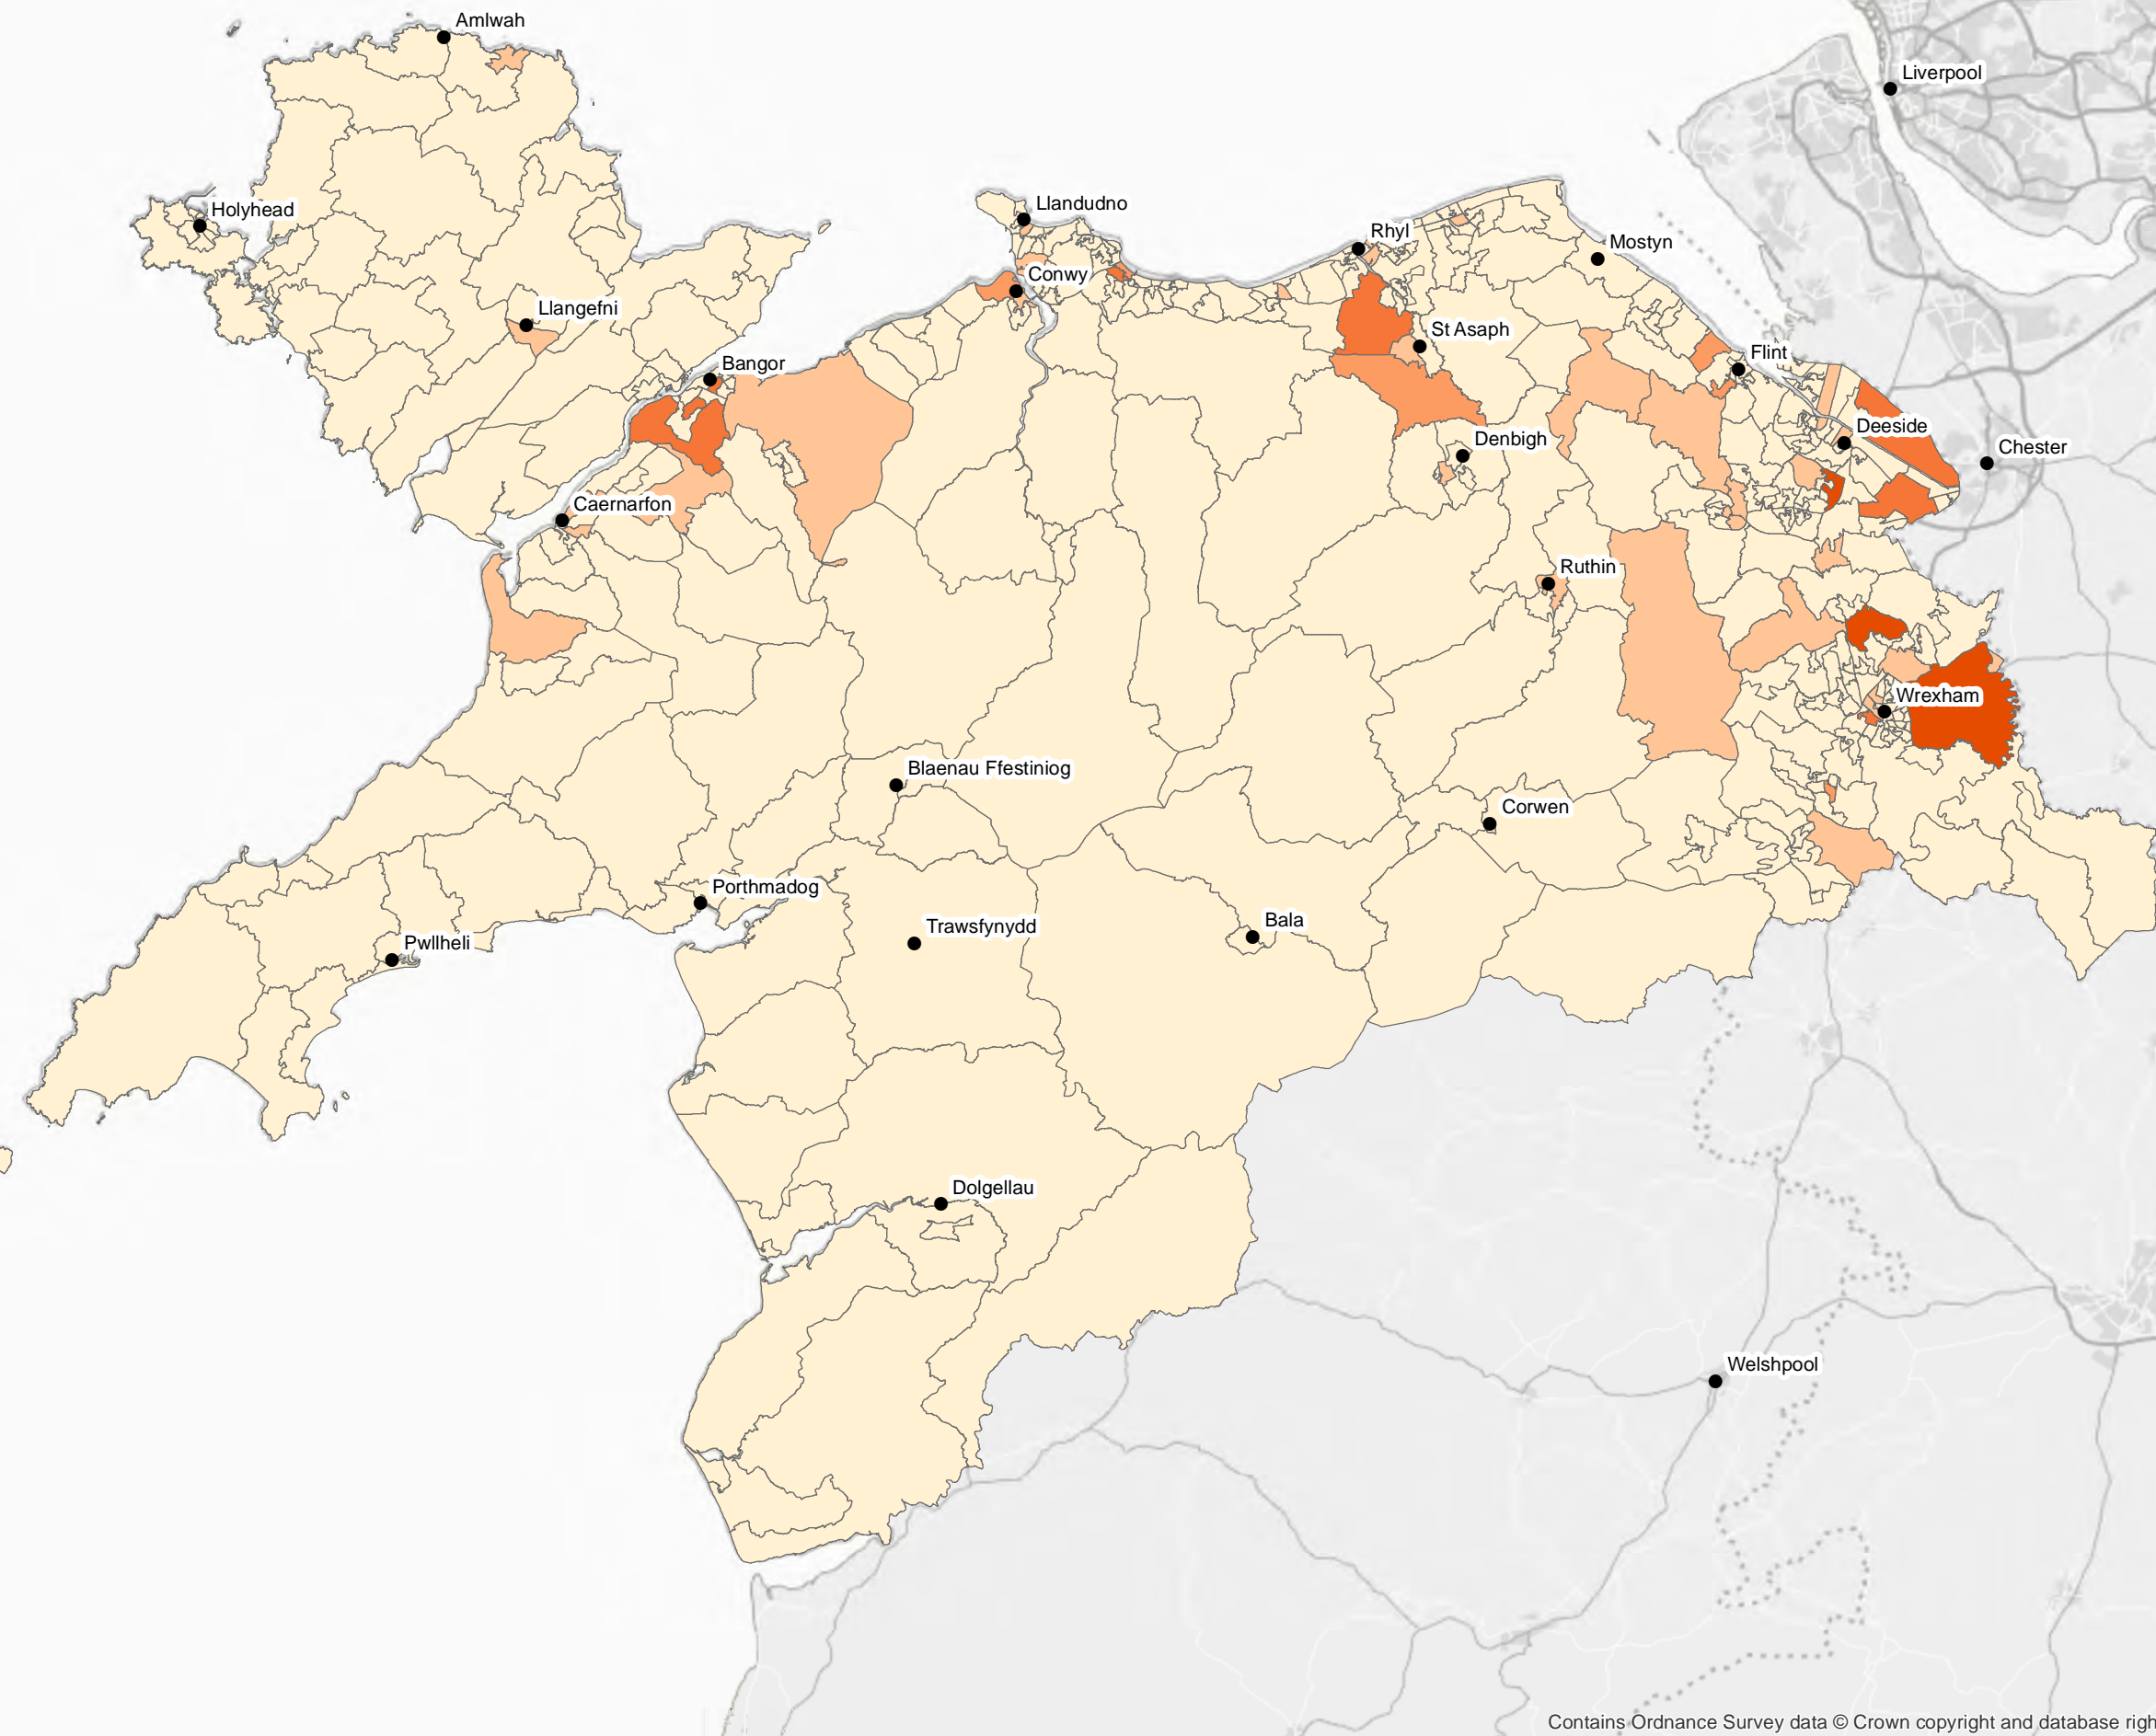 Amlwah
Liverpool
Holyhead
Llandudno
Rhyl
Mostyn
Conwy
Llangefni
St Asaph
Flint
Bangor
Deeside
Denbigh
Chester
Caernarfon
Ruthin
Wrexham
Blaenau Ffestiniog
Corwen
Porthmadog
Trawsfynydd
Bala
Pwllheli
Dolgellau
Welshpool
Contains Ordnance Survey data © Crown copyright and database righ